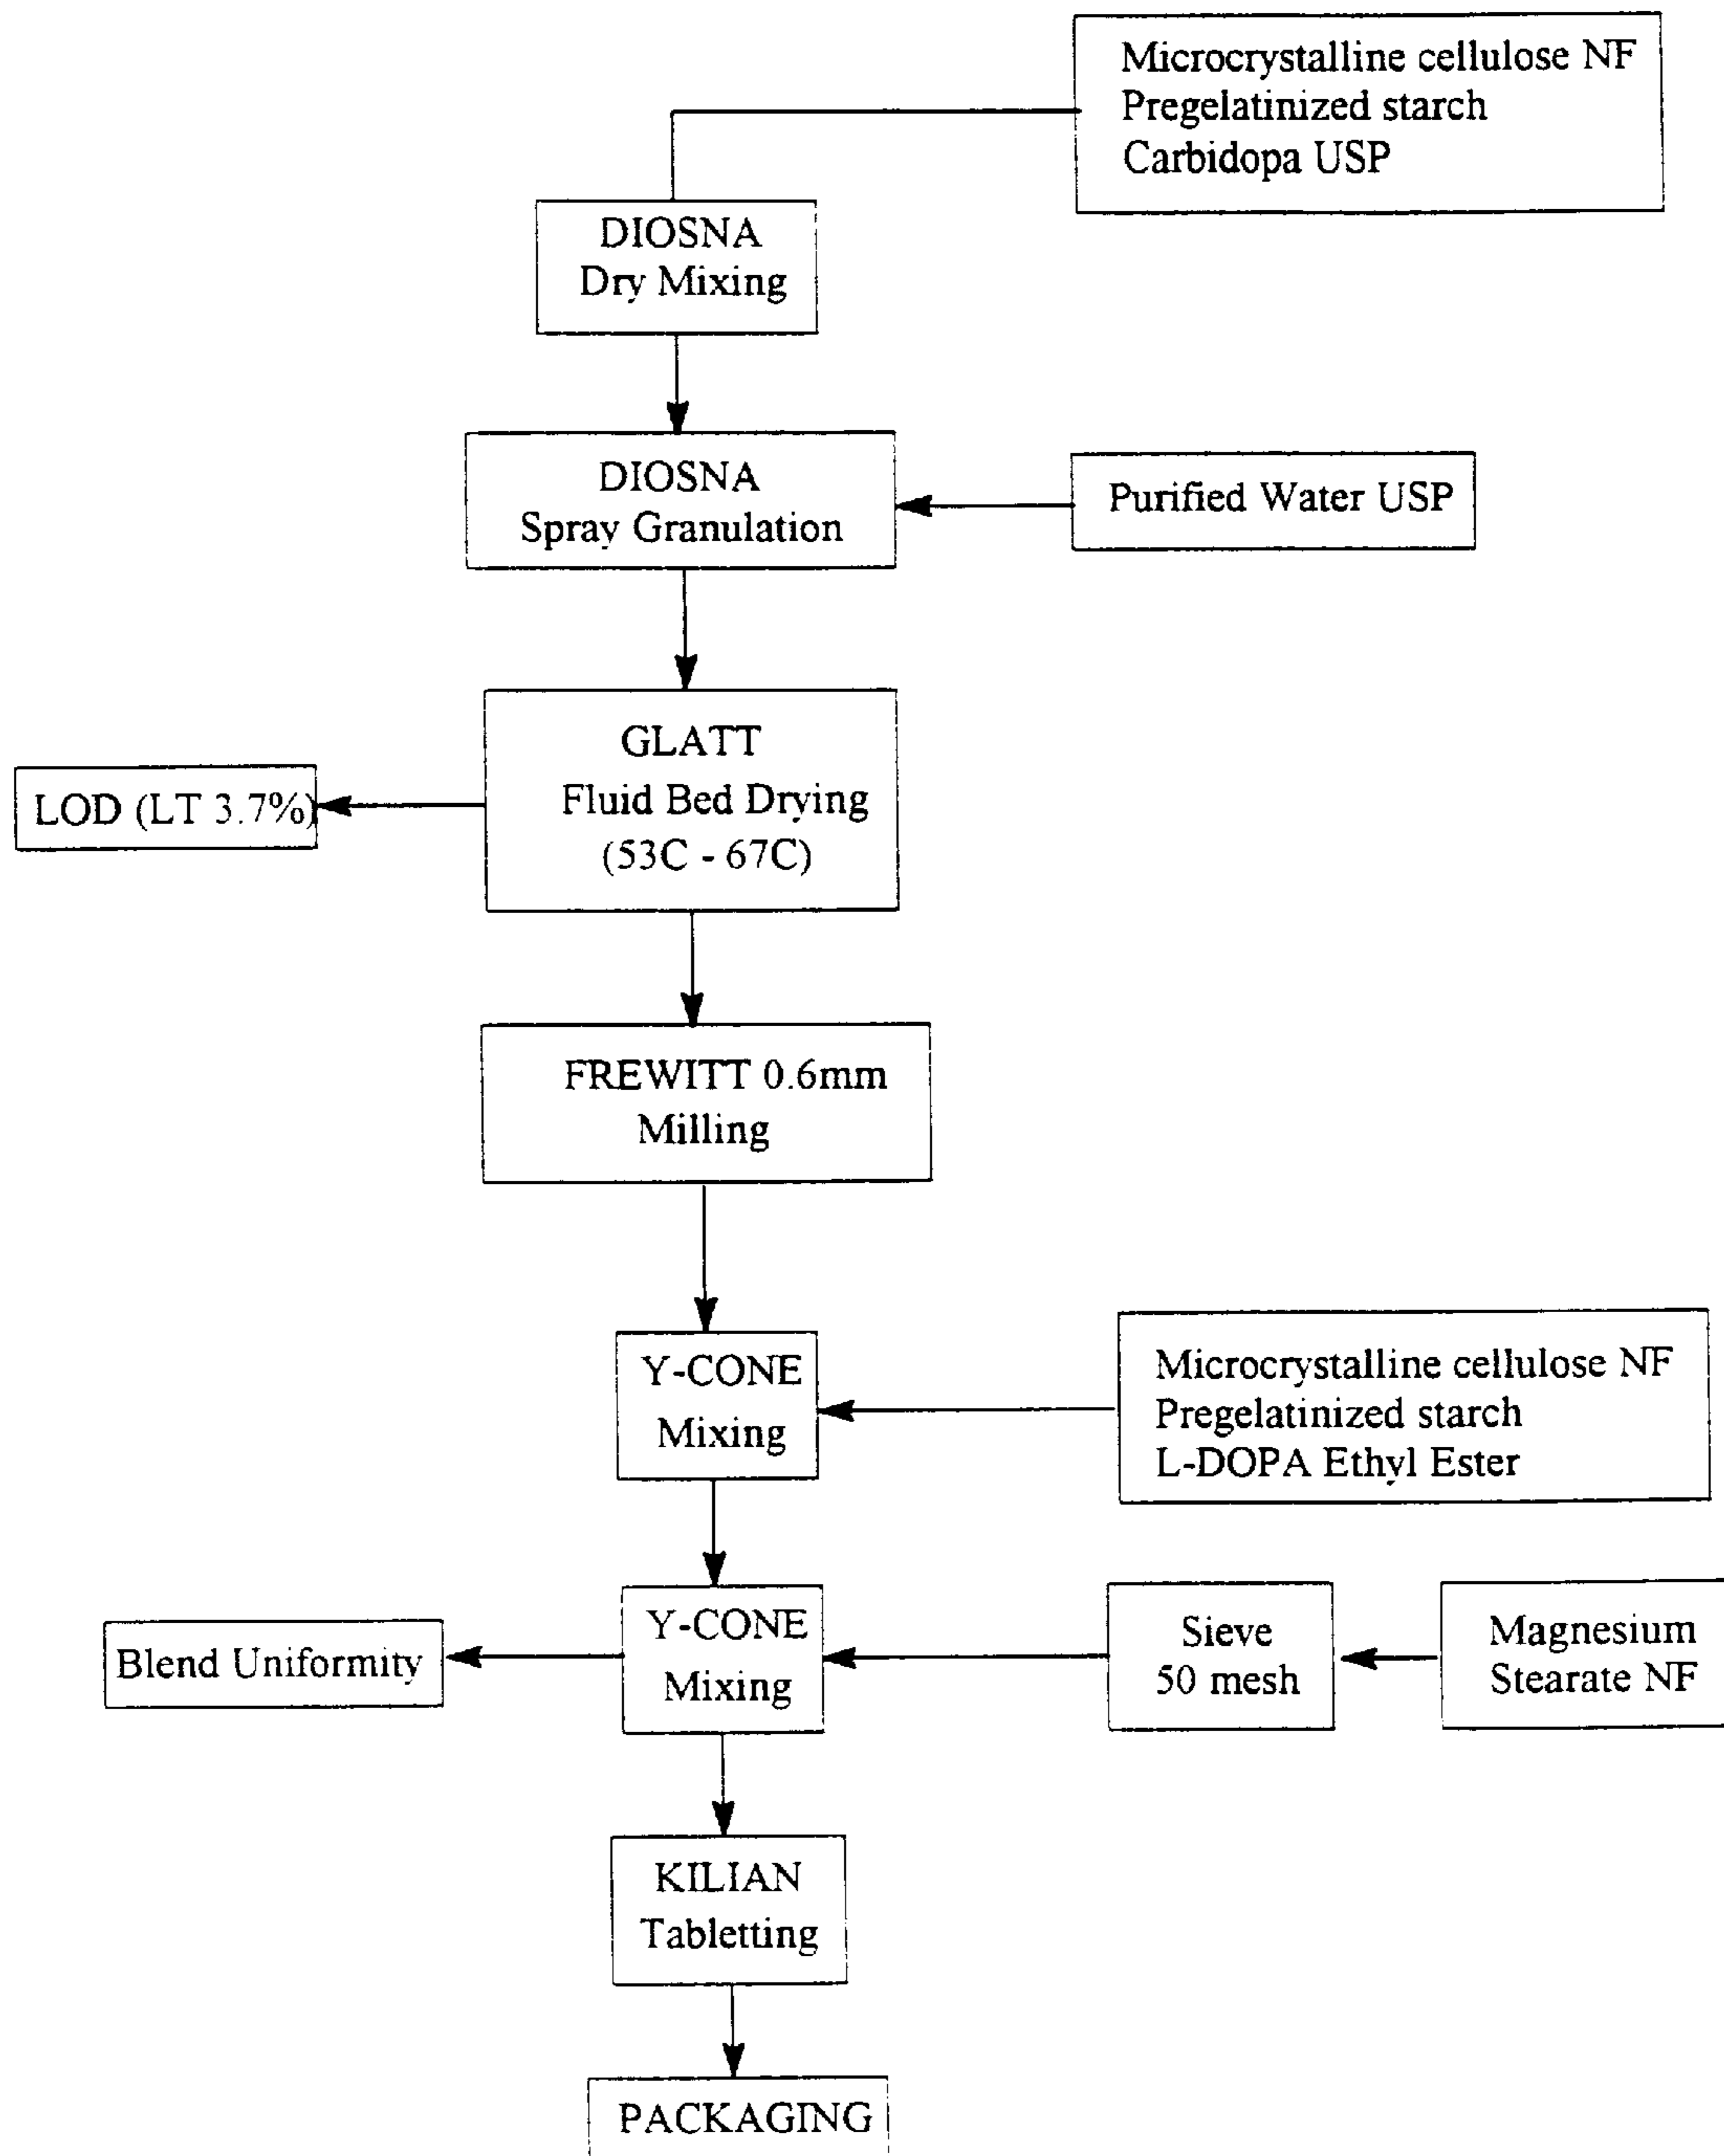 Microcrystalline cellulose NF
Pregelatinized starch
Carbidopa USP
DIOSNA
Dry Mixing
DIOSNA
Spray Granulation
Purified Water USP
GLATT
Fluid Bed Drying
(53C - 67C)
LOD (LT 3.7%)
FREWITT 0.6mm
Milling
Y-CONE
Mixing
Microcrystalline cellulose NF
Pregelatinized starch
L-DOPA Ethyl Ester
Y-CONE
Mixing
Blend Uniformity
Sieve
50 mesh
Magnesium
Stearate NF
KILIAN
Tabletting
PACKAGING